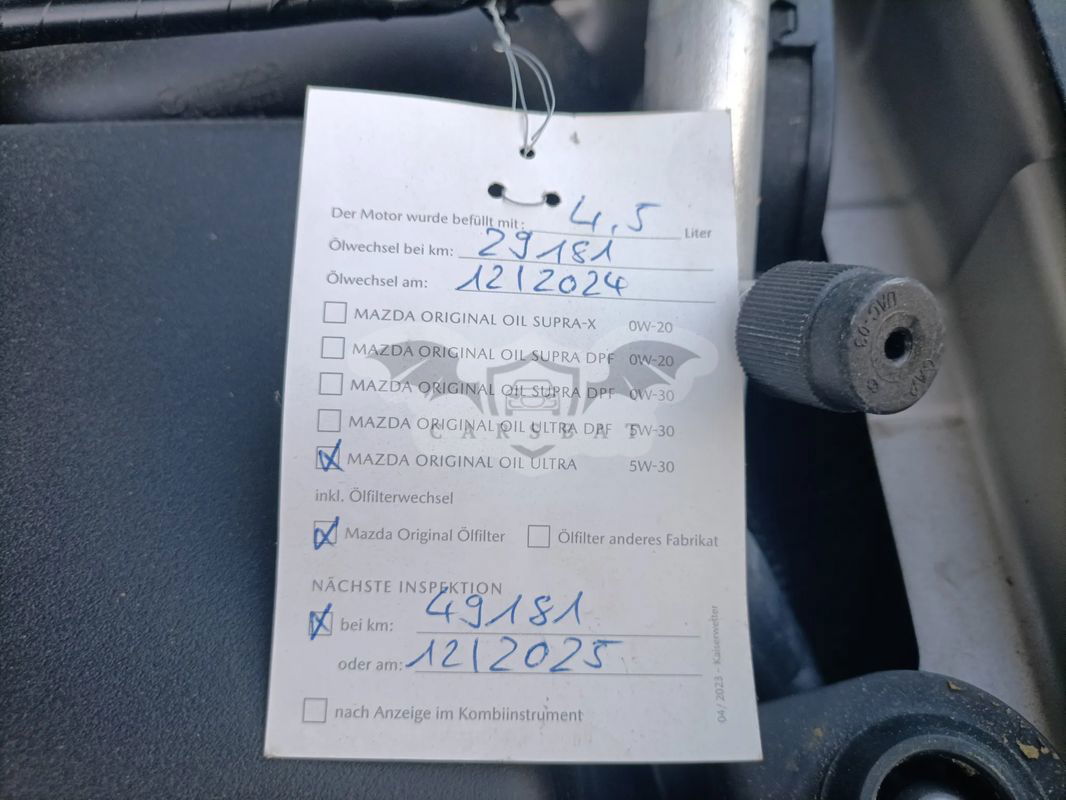 Der Motor wurde befüllt mit: 4,5 Liter
Ölwechsel bei km: 29181
Ölwechsel am: 12/2024
MAZDA ORIGINAL OIL SUPRA-X 0W-20
MAZDA ORIGINAL OIL SUPRA DPF 0W-20
MAZDA ORIGINAL OIL SUPRA DPF 0W-30
MAZDA ORIGINAL OIL ULTRA DPF 5W-30
CARSBAT
MAZDA ORIGINAL OIL ULTRA 5W-30
inkl. Ölfilterwechsel
Mazda Original Ölfilter Ölfilter anderes Fabrikat
NÄCHSTE INSPEKTION
bei km: 49181
oder am: 12/2025
nach Anzeige im Kombiinstrument
04/2023 - Kaiserwetter